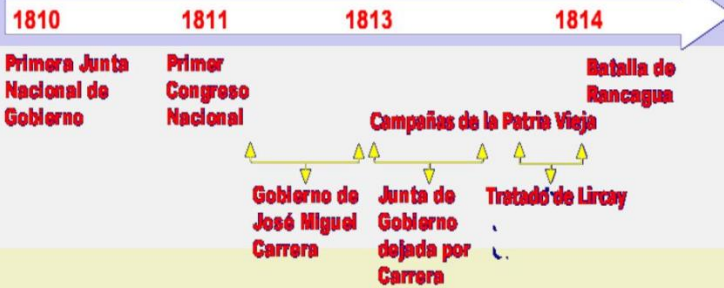 1810 1811 1813 1814
Primera Junta
Nacional de
Gobierno
Primer
Congreso
Nacional
Batalla de
Rancagua
Campañas de la Patria Vieja
Gobierno de
José Miguel
Carrera
Junta de
Gobierno
dejada por
Carrera
Tratado de Lircay